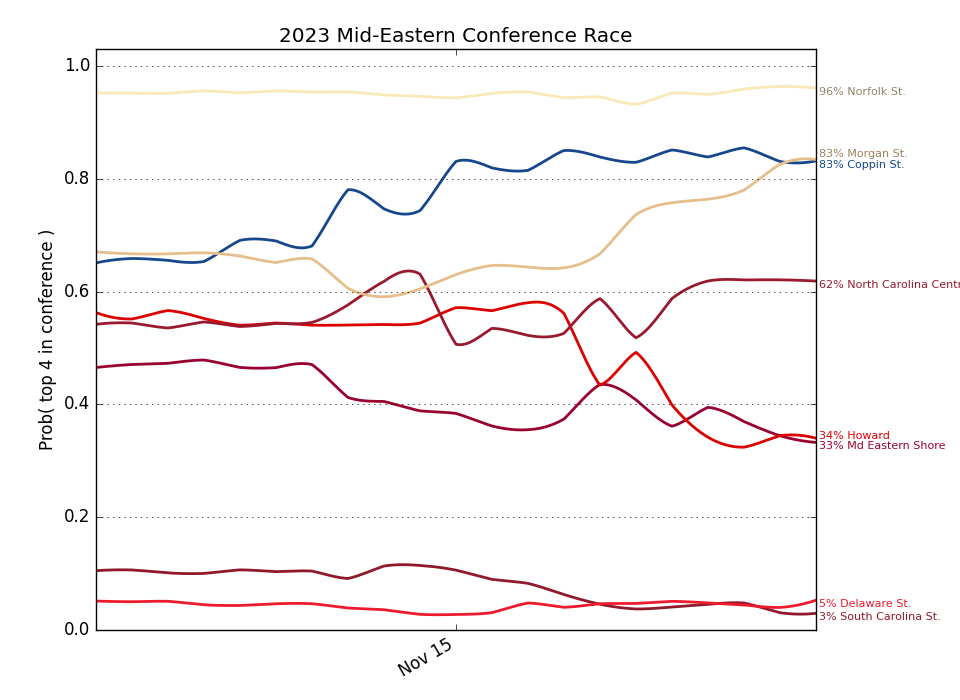 2023 Mid-Eastern Conference Race
Prob( top 4 in conference )
1.0
0.8
0.6
0.4
0.2
0.0
Nov 15
96% Norfolk St.
83% Morgan St.
83% Coppin St.
62% North Carolina Centr
34% Howard
33% Md Eastern Shore
5% Delaware St.
3% South Carolina St.